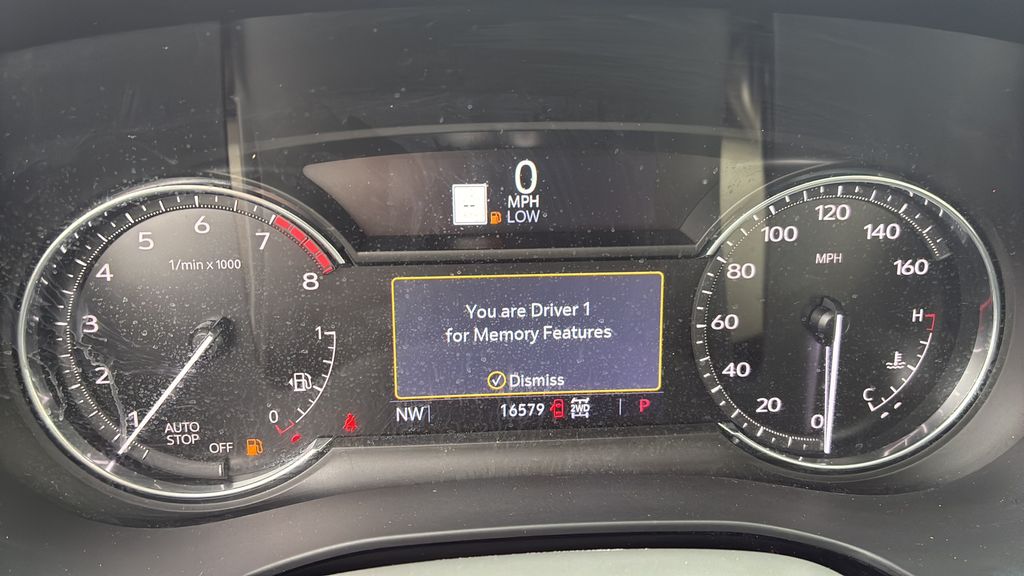 0
MPH
--
LOW
1/min x 1000
1
2
3
4
5
6
7
8
AUTO
STOP
OFF
1
0
You are Driver 1
for Memory Features
Dismiss
NW
16579
2WD
P
MPH
0
20
40
60
80
100
120
140
160
H
C